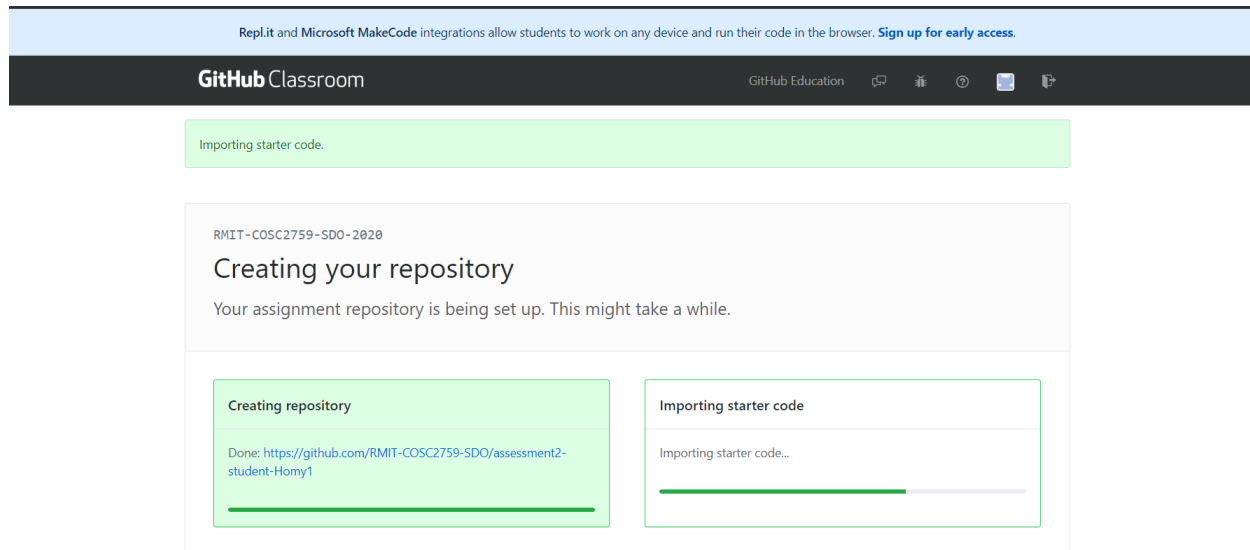 Repl.it and Microsoft MakeCode integrations allow students to work on any device and run their code in the browser. Sign up for early access.
GitHub Classroom
GitHub Education
Importing starter code.
RMIT-COSC2759-SDO-2020
Creating your repository
Your assignment repository is being set up. This might take a while.
Creating repository
Done: https://github.com/RMIT-COSC2759-SDO/assessment2-
student-Homy1
Importing starter code
Importing starter code...